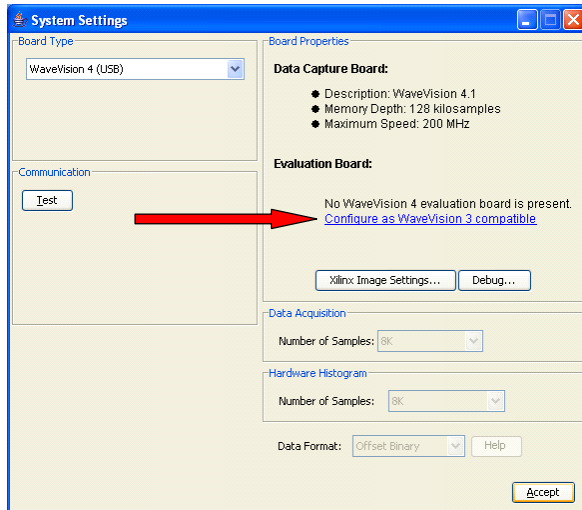 System Settings
Board Type
WaveVision 4 (USB)
Communication
Test
Board Properties
Data Capture Board:
Description: WaveVision 4.1
Memory Depth: 128 kilosamples
Maximum Speed: 200 MHz
Evaluation Board:
No WaveVision 4 evaluation board is present.
Configure as WaveVision 3 compatible
Xilinx Image Settings... Debug...
Data Acquisition
Number of Samples: 8K
Hardware Histogram
Number of Samples: 8K
Data Format: Offset Binary Help
Accept